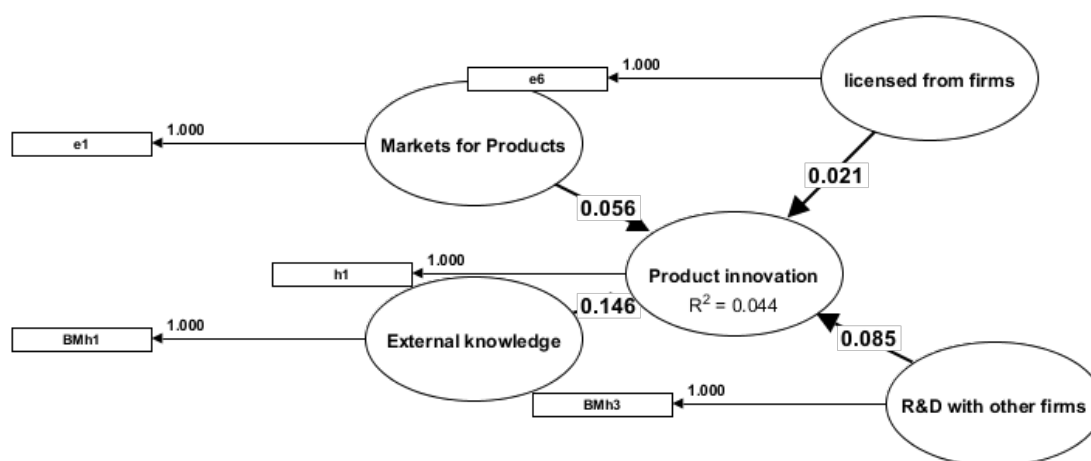 1.000
e6
licensed from firms
1.000
e1
Markets for Products
0.021
0.056
1.000
h1
Product innovation
R² = 0.044
0.146
1.000
BMh1
External knowledge
0.085
1.000
BMh3
R&D with other firms